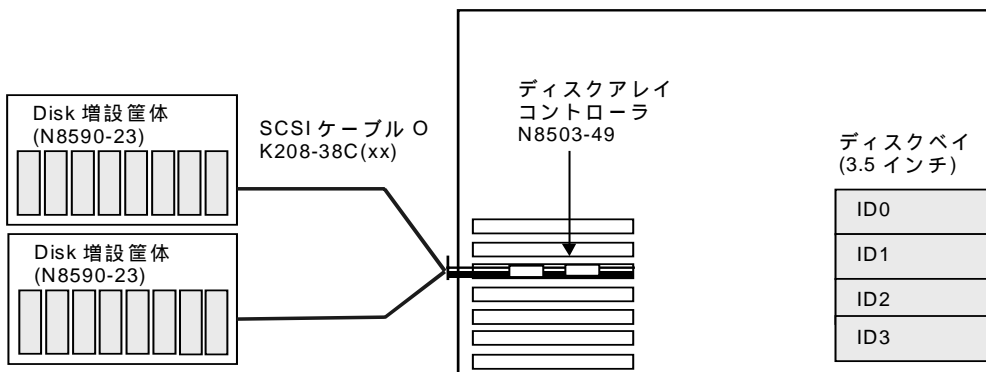 Disk 増設筐体
(N8590-23)
SCSI ケーブル O
K208-38C(xx)
Disk 増設筐体
(N8590-23)
ディスクアレイ
コントローラ
N8503-49
ディスクベイ
(3.5 インチ)
ID0
ID1
ID2
ID3